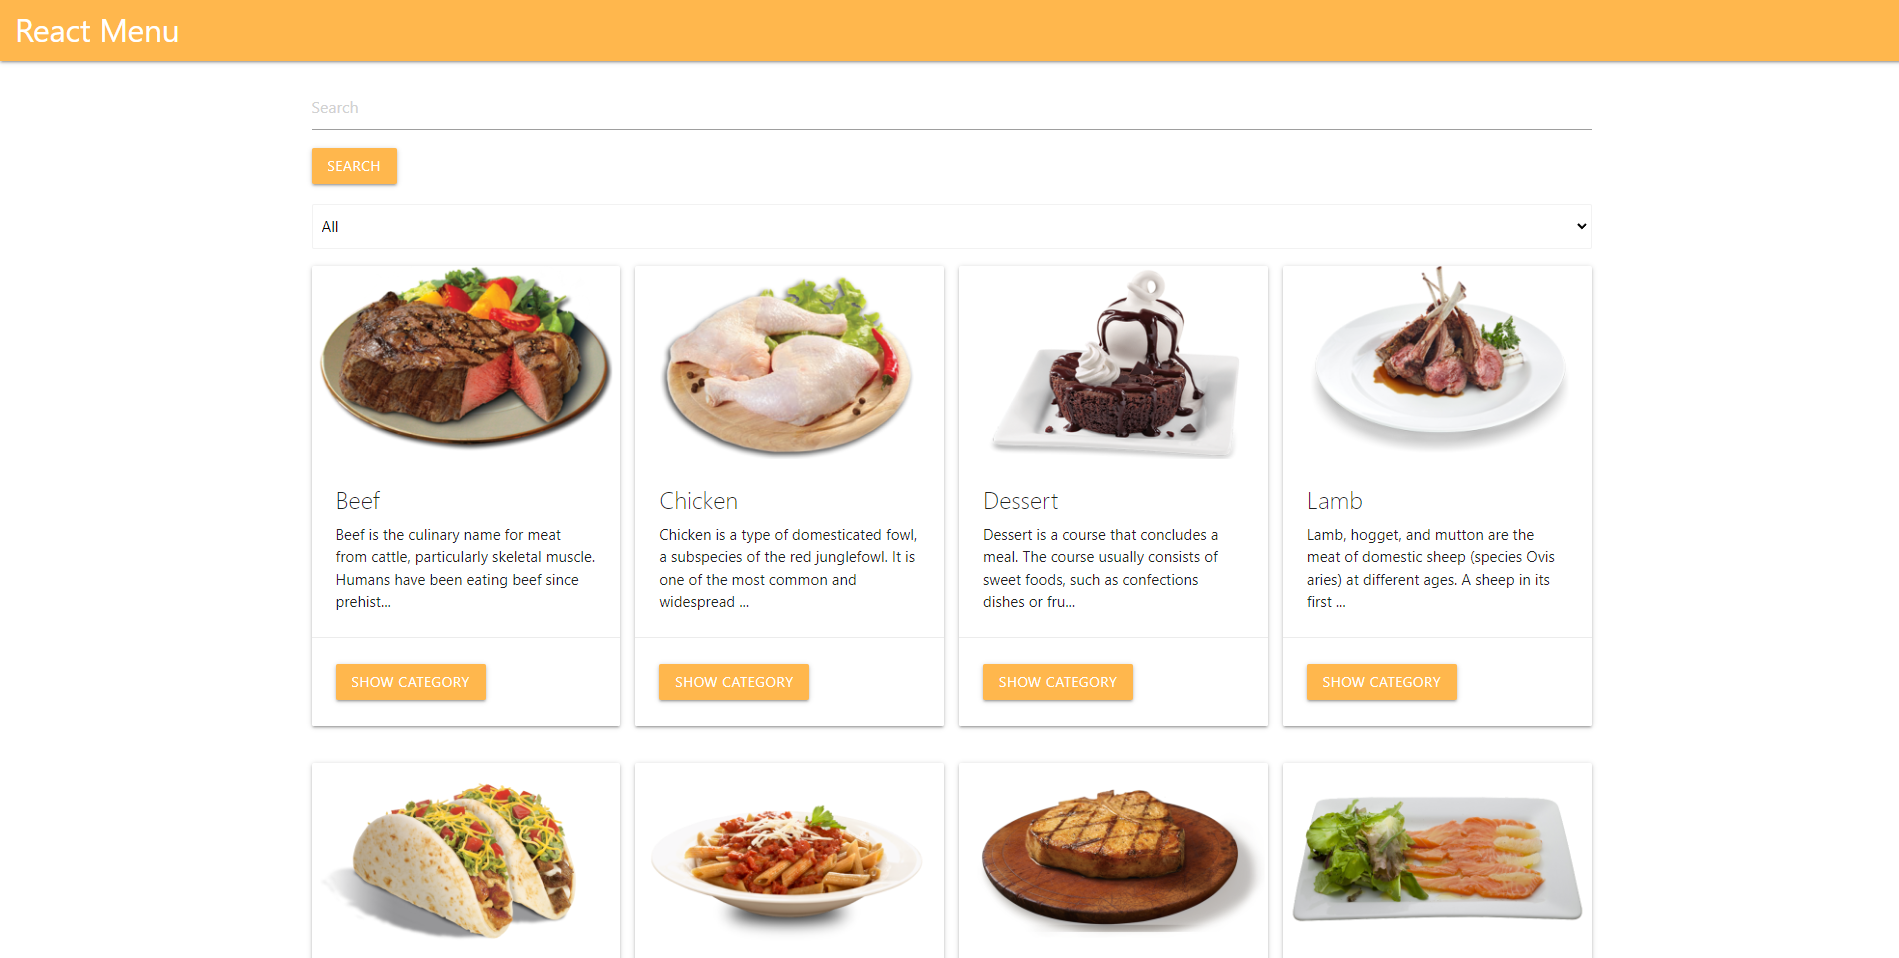 React Menu
Search
SEARCH
All
Beef
Beef is the culinary name for meat
from cattle, particularly skeletal muscle.
Humans have been eating beef since
prehist...
SHOW CATEGORY
Chicken
Chicken is a type of domesticated fowl,
a subspecies of the red junglefowl. It is
one of the most common and
widespread ...
SHOW CATEGORY
Dessert
Dessert is a course that concludes a
meal. The course usually consists of
sweet foods, such as confections
dishes or fru...
SHOW CATEGORY
Lamb
Lamb, hogget, and mutton are the
meat of domestic sheep (species Ovis
aries) at different ages. A sheep in its
first ...
SHOW CATEGORY